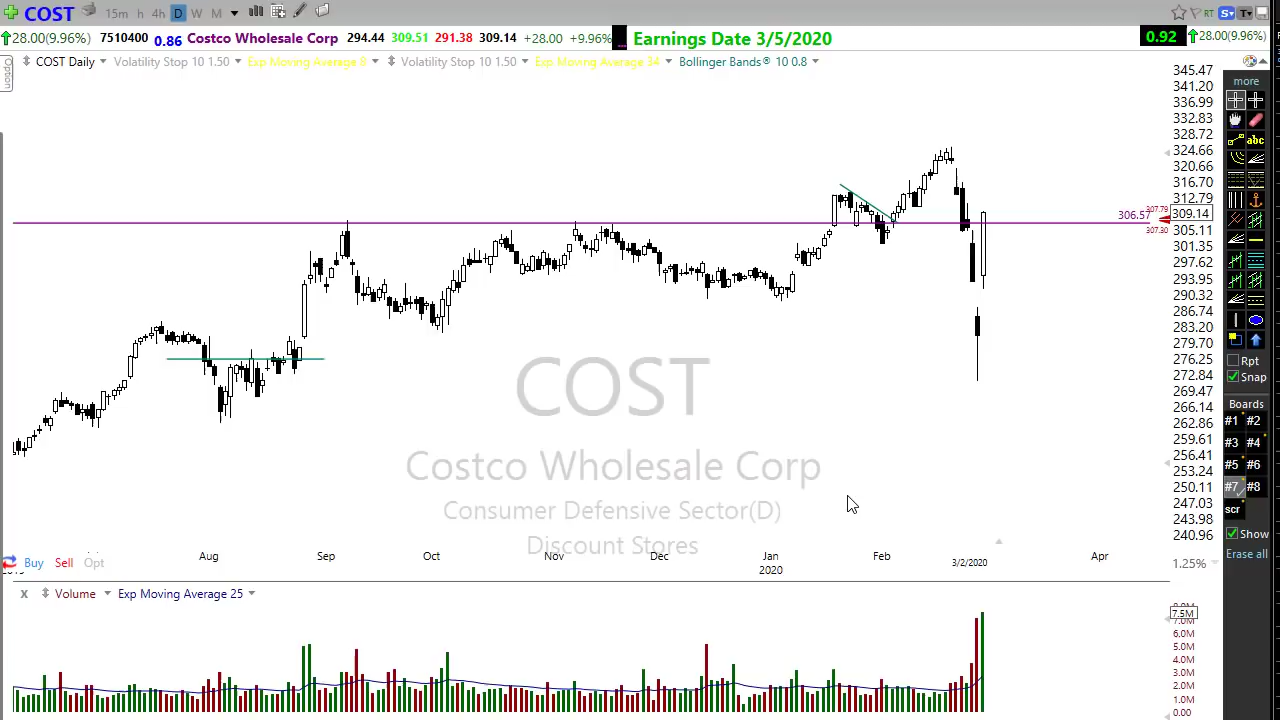 COST 15m h 4h D W M RT S T
28.00(9.96%) 7510400 0.86 Costco Wholesale Corp 294.44 309.51 291.38 309.14 +28.00 +9.96% Earnings Date 3/5/2020 0.92 28.00(9.96%)
Option
COST Daily Volatility Stop 10 1.50 Exp Moving Average 8 Volatility Stop 10 1.50 Exp Moving Average 34 Bollinger Bands® 10 0.8
345.47
341.20
336.99
332.83
328.72
324.66
320.66
316.70
312.79
309.14
305.11
301.35
297.62
293.95
290.32
286.74
283.20
279.70
276.25
272.84
269.47
266.14
262.86
259.61
256.41
253.24
250.11
247.03
243.98
240.96
306.57
307.79
307.30
more
abc
Rpt
Snap
Boards
#1 #2
#3 #4
#5 #6
#7 #8
scr
Show
Erase all
COST
Costco Wholesale Corp
Consumer Defensive Sector(D)
Discount Stores
Buy Sell Opt
Aug Sep Oct Nov Dec Jan Feb 3/2/2020 Apr
2020
1.25%
x Volume Exp Moving Average 25
7.5M
7.0M
6.0M
5.0M
4.0M
3.0M
2.0M
1.0M
0.00